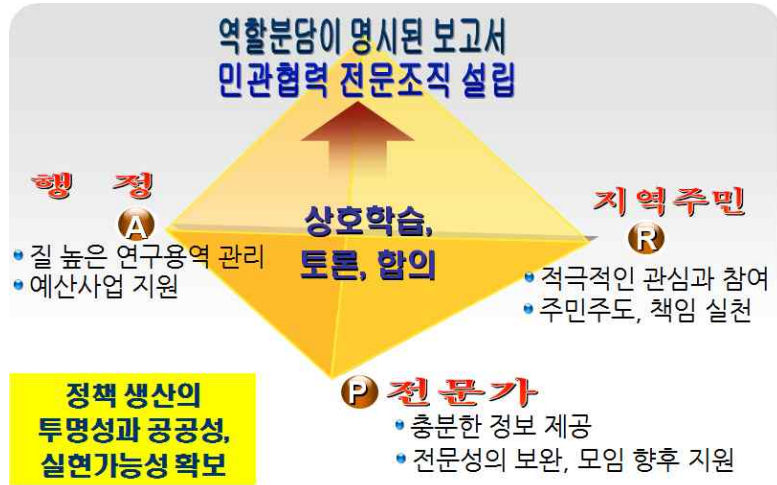 역할분담이 명시된 보고서
민관협력 전문조직 설립
행 정
A
• 질 높은 연구용역 관리
• 예산사업 지원
상호학습,
토론, 합의
지역주민
R
• 적극적인 관심과 참여
• 주민주도, 책임 실천
P 전문가
• 충분한 정보 제공
• 전문성의 보완, 모임 향후 지원
정책 생산의
투명성과 공공성,
실현가능성 확보